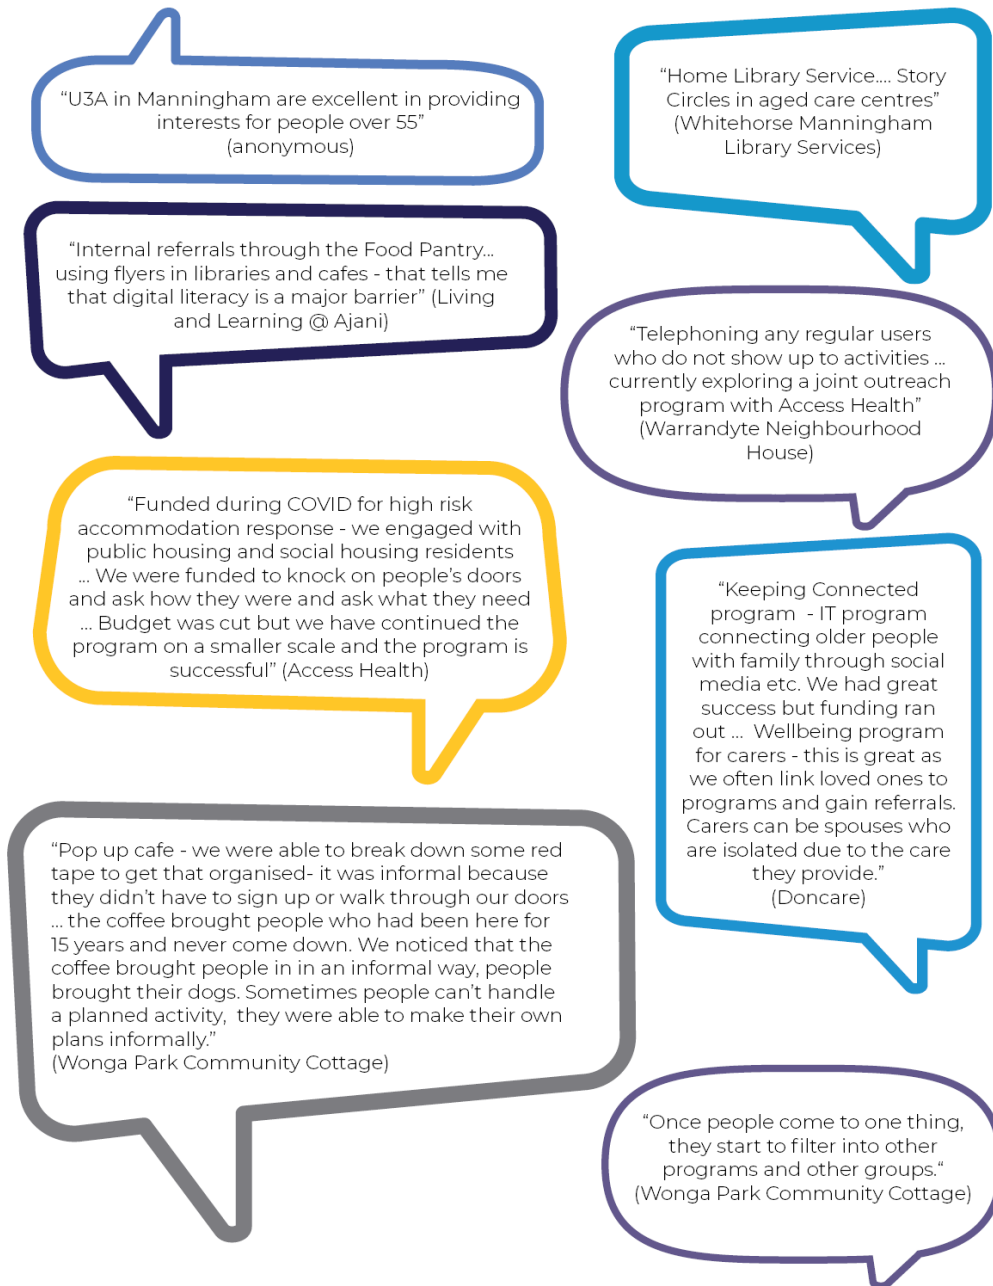 “U3A in Manningham are excellent in providing
interests for people over 55”
(anonymous)
“Home Library Service.... Story
Circles in aged care centres”
(Whitehorse Manningham
Library Services)
“Internal referrals through the Food Pantry...
using flyers in libraries and cafes - that tells me
that digital literacy is a major barrier” (Living
and Learning @ Ajani)
“Telephoning any regular users
who do not show up to activities ...
currently exploring a joint outreach
program with Access Health”
(Warrandyte Neighbourhood
House)
“Funded during COVID for high risk
accommodation response - we engaged with
public housing and social housing residents
... We were funded to knock on people’s doors
and ask how they were and ask what they need
... Budget was cut but we have continued the
program on a smaller scale and the program is
successful” (Access Health)
“Keeping Connected
program - IT program
connecting older people
with family through social
media etc. We had great
success but funding ran
out ... Wellbeing program
for carers - this is great as
we often link loved ones to
programs and gain referrals.
Carers can be spouses who
are isolated due to the care
they provide.”
(Doncare)
“Pop up cafe - we were able to break down some red
tape to get that organised- it was informal because
they didn’t have to sign up or walk through our doors
... the coffee brought people who had been here for
15 years and never come down. We noticed that the
coffee brought people in in an informal way, people
brought their dogs. Sometimes people can’t handle
a planned activity, they were able to make their own
plans informally.”
(Wonga Park Community Cottage)
“Once people come to one thing,
they start to filter into other
programs and other groups.“
(Wonga Park Community Cottage)